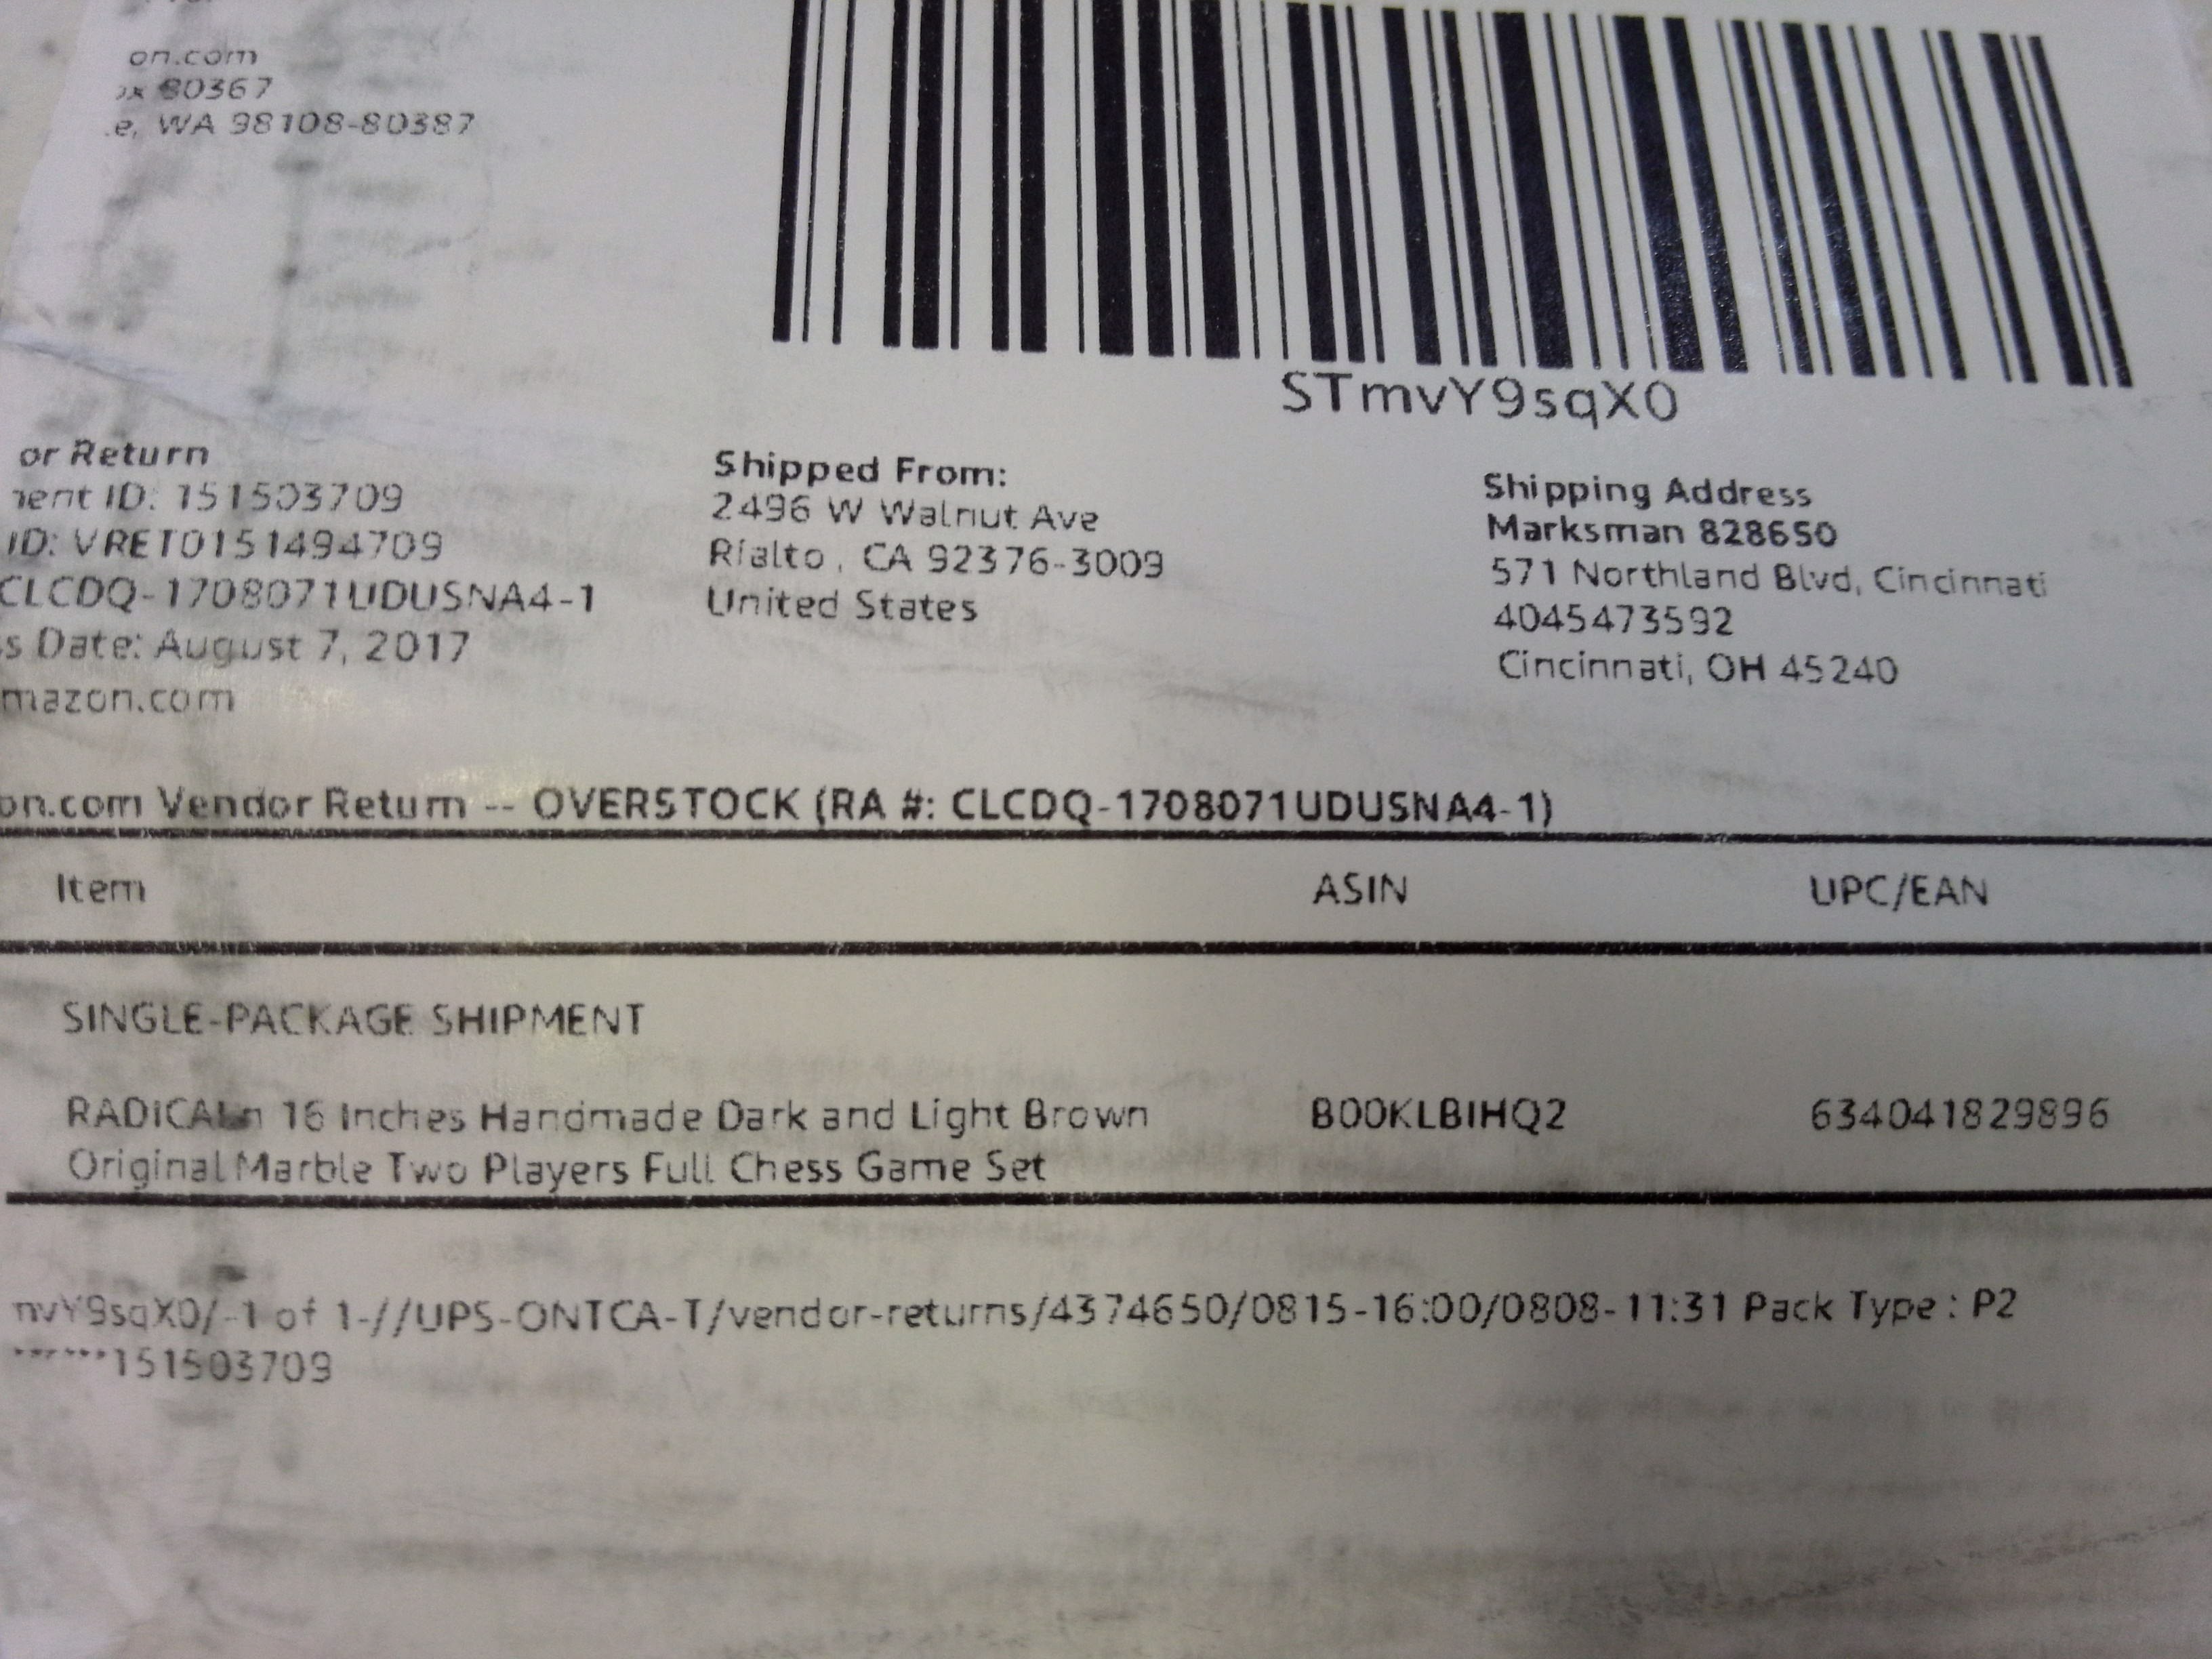 on.com
ox 80367
e, WA 98108-80387
STmvY9sqX0
or Return
nent ID: 151503709
ID: VRET0151494709
CLCDQ-1708071UDUSNA4-1
s Date: August 7, 2017
mazon.com
Shipped From:
2496 W Walnut Ave
Rialto , CA 92376-3009
United States
Shipping Address
Marksman 828650
571 Northland Blvd, Cincinnati
4045473592
Cincinnati, OH 45240
on.com Vendor Return -- OVERSTOCK (RA #: CLCDQ-1708071UDUSNA4-1)
Item ASIN UPC/EAN
SINGLE-PACKAGE SHIPMENT
RADICALn 16 Inches Handmade Dark and Light Brown B00KLBIHQ2 634041829896
Original Marble Two Players Full Chess Game Set
nvY9sqX0/-1 of 1-//UPS-ONTCA-T/vendor-returns/4374650/0815-16:00/0808-11:31 Pack Type : P2
******151503709